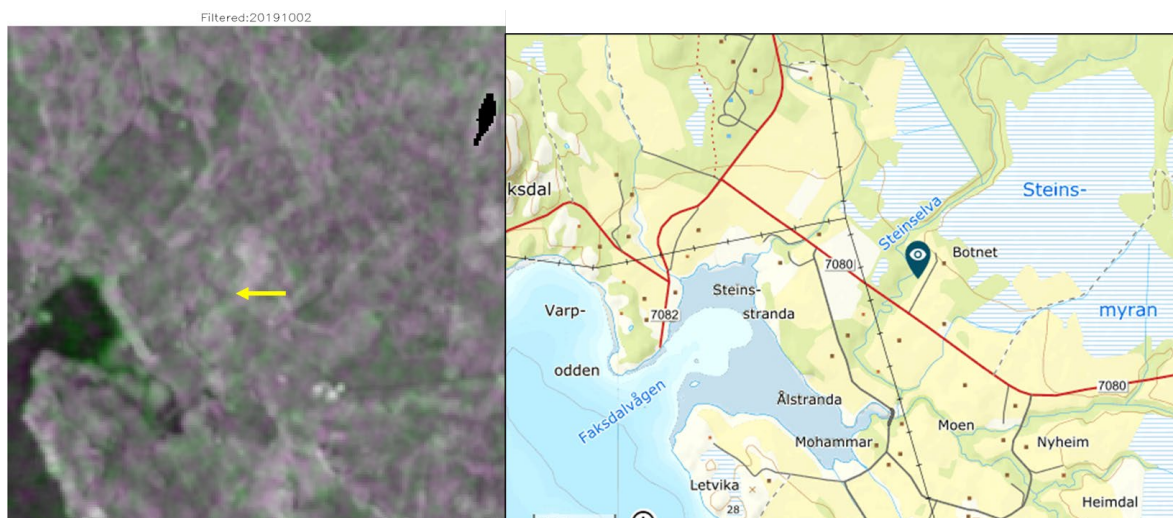 Filtered:20191002
ksdal
Steinselva
Steins-
myran
Botnet
7080
Steins-
stranda
7082
Varp-
odden
Faksdalvågen
Ålstranda
Mohammar
Moen
7080
Nyheim
Letvika
28
Heimdal